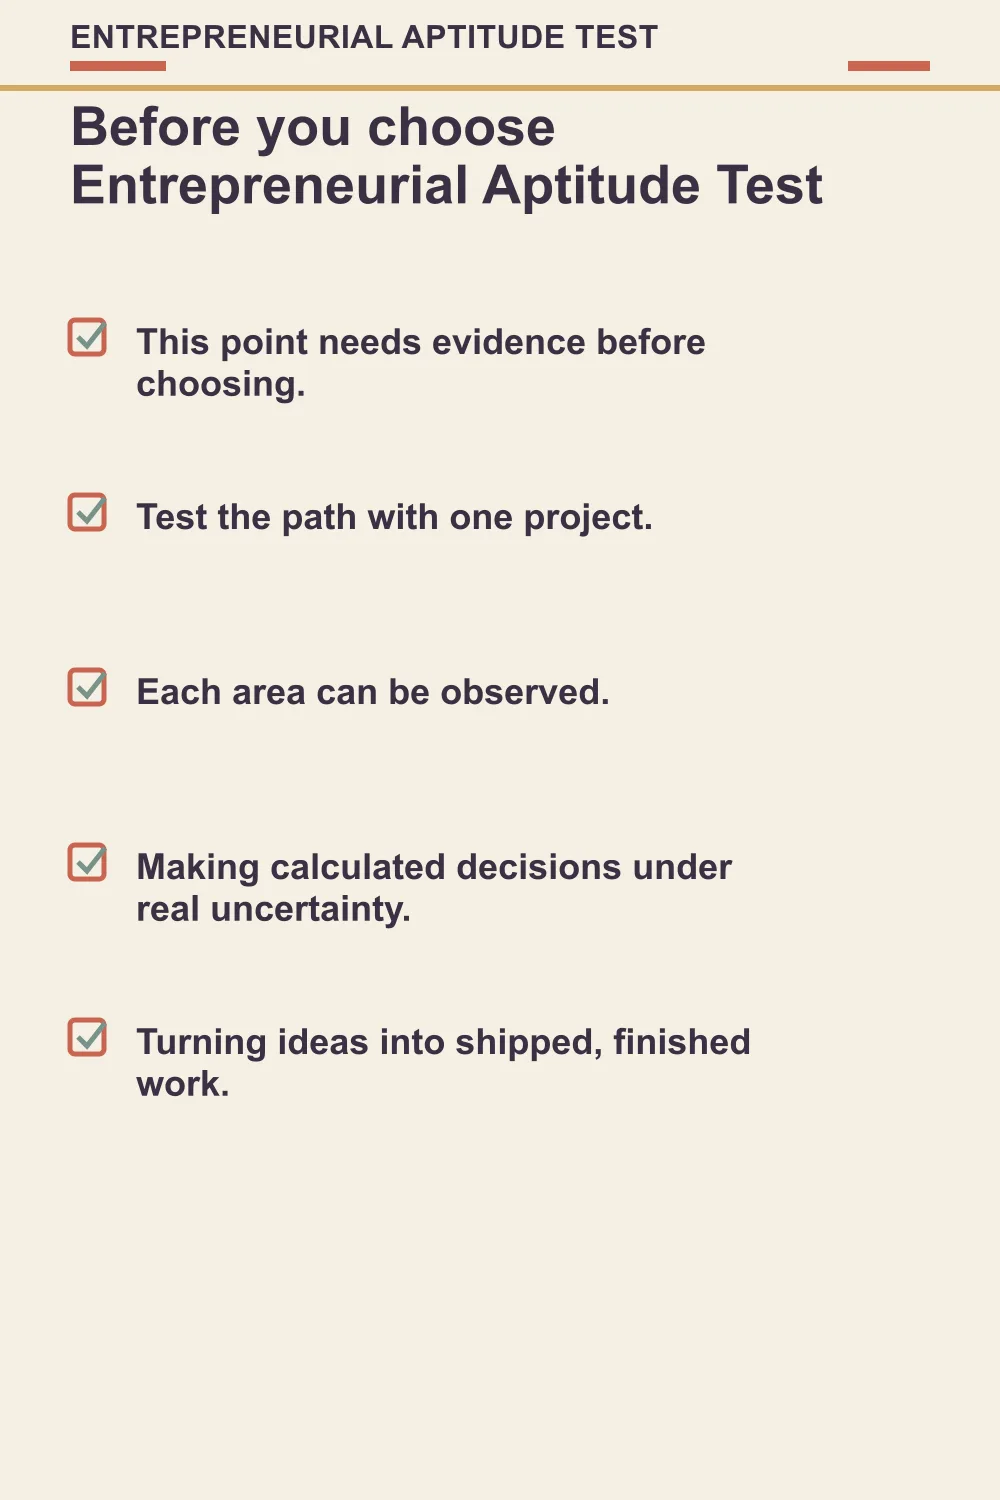 ENTREPRENEURIAL APTITUDE TEST
Before you choose
Entrepreneurial Aptitude Test
This point needs evidence before
choosing.
Test the path with one project.
Each area can be observed.
Making calculated decisions under
real uncertainty.
Turning ideas into shipped, finished
work.